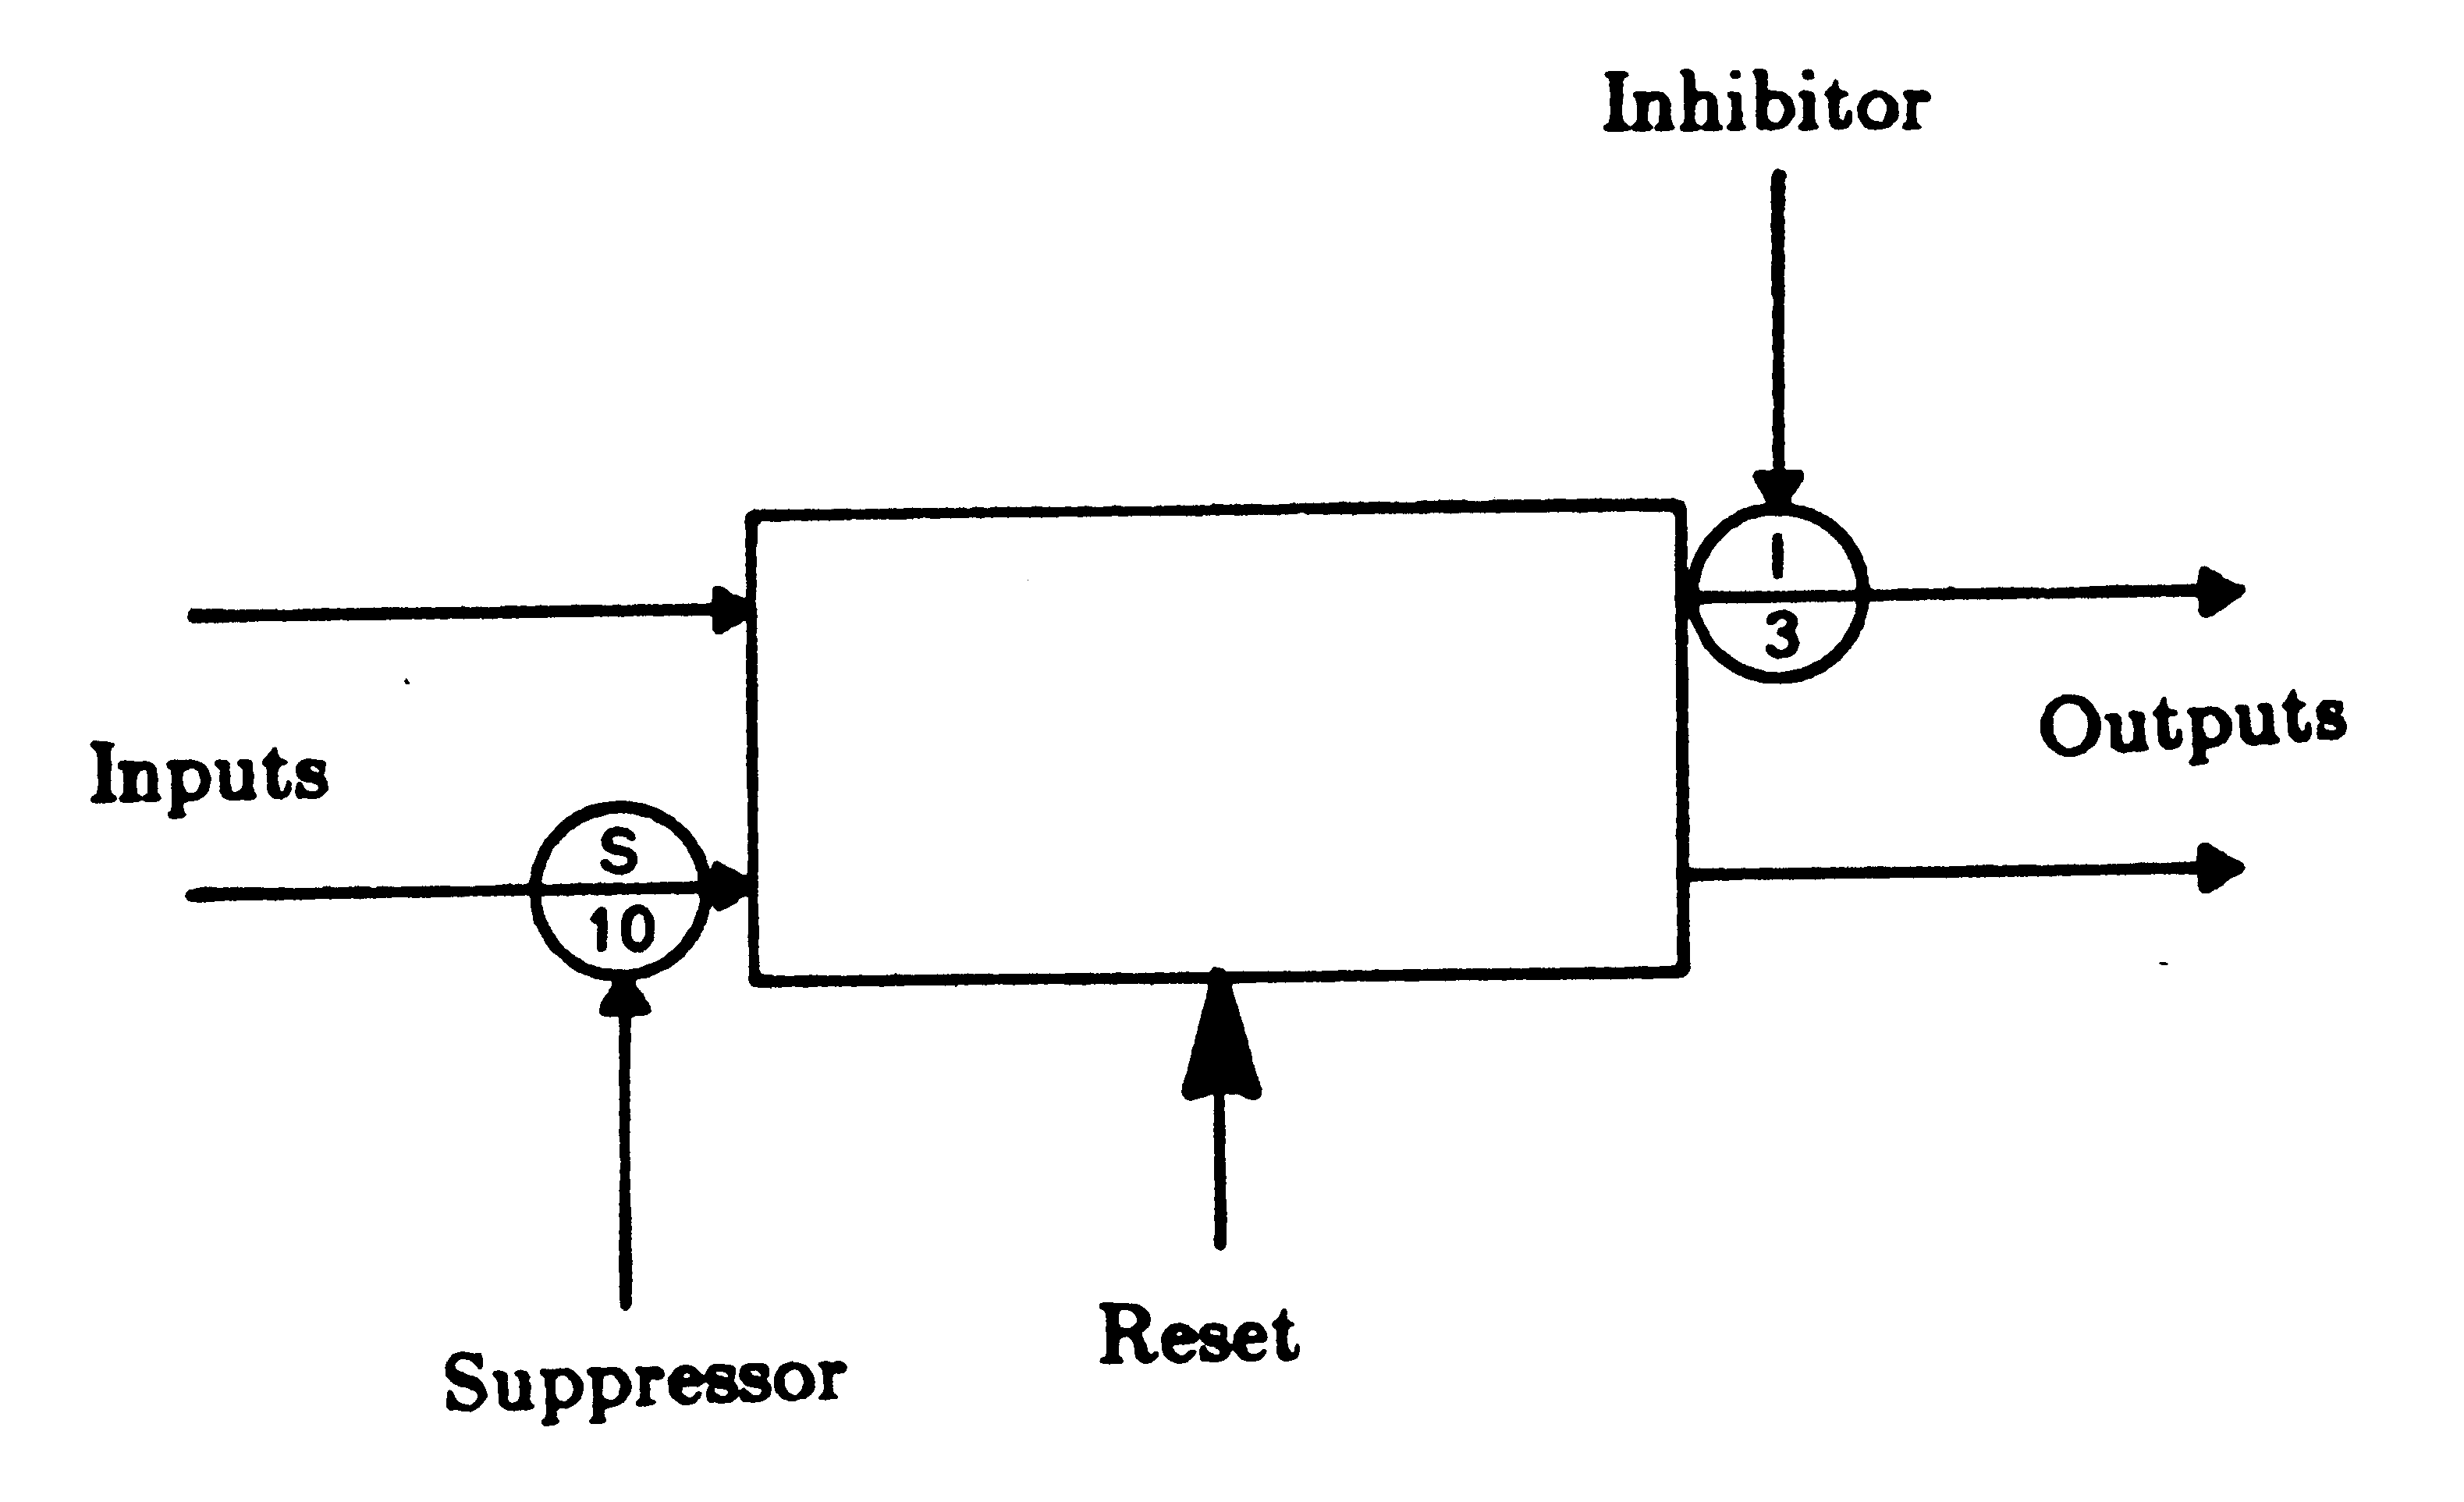 Inhibitor
I
3
Outputs
Inputs
S
10
Reset
Suppressor